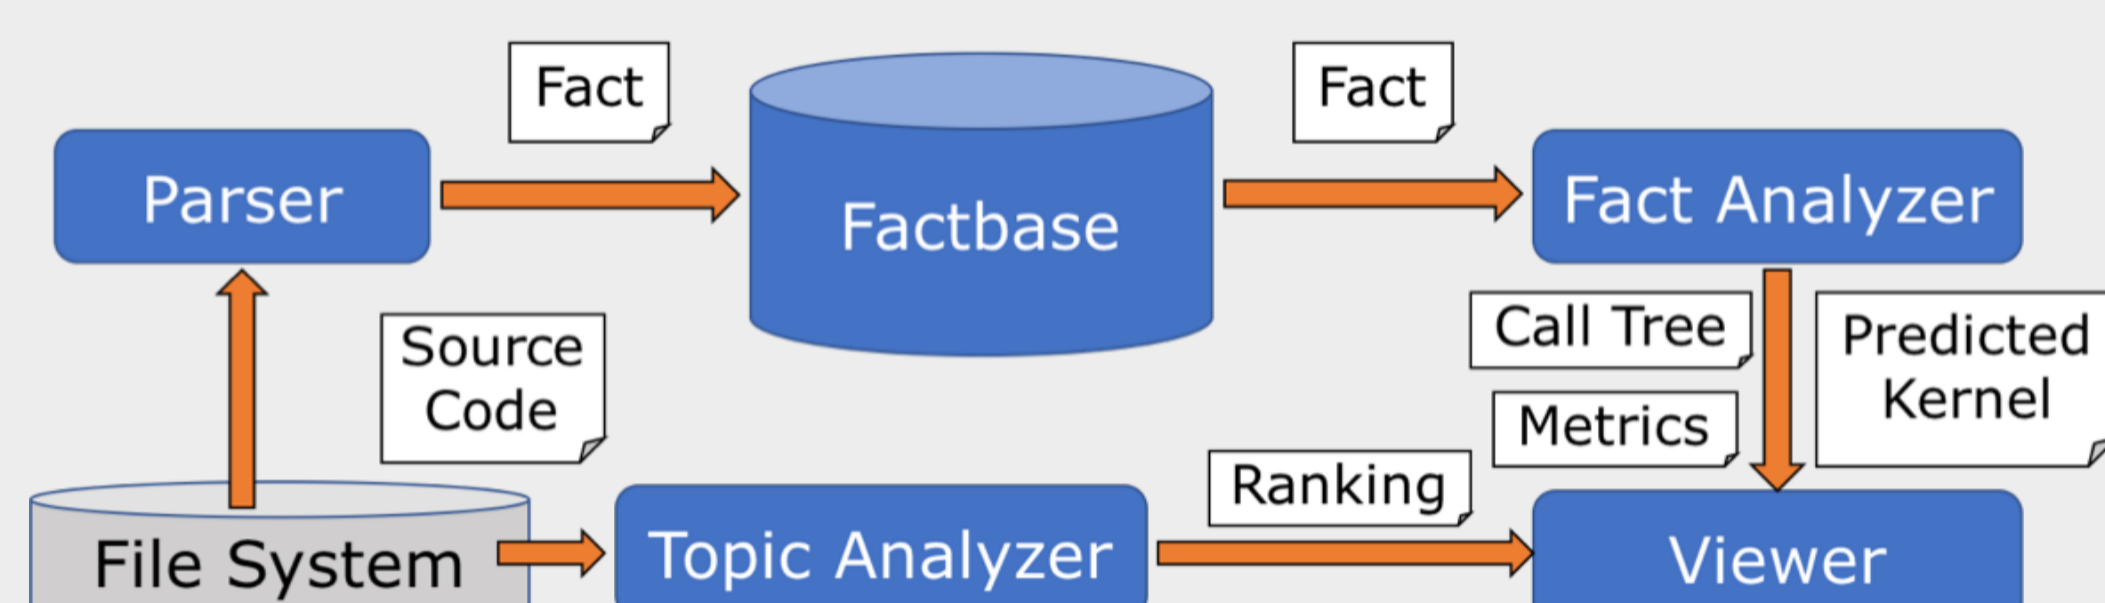 Fact
Fact
Parser
Factbase
Fact Analyzer
Source
Code
Call Tree
Predicted
Kernel
Metrics
Ranking
File System
Topic Analyzer
Viewer